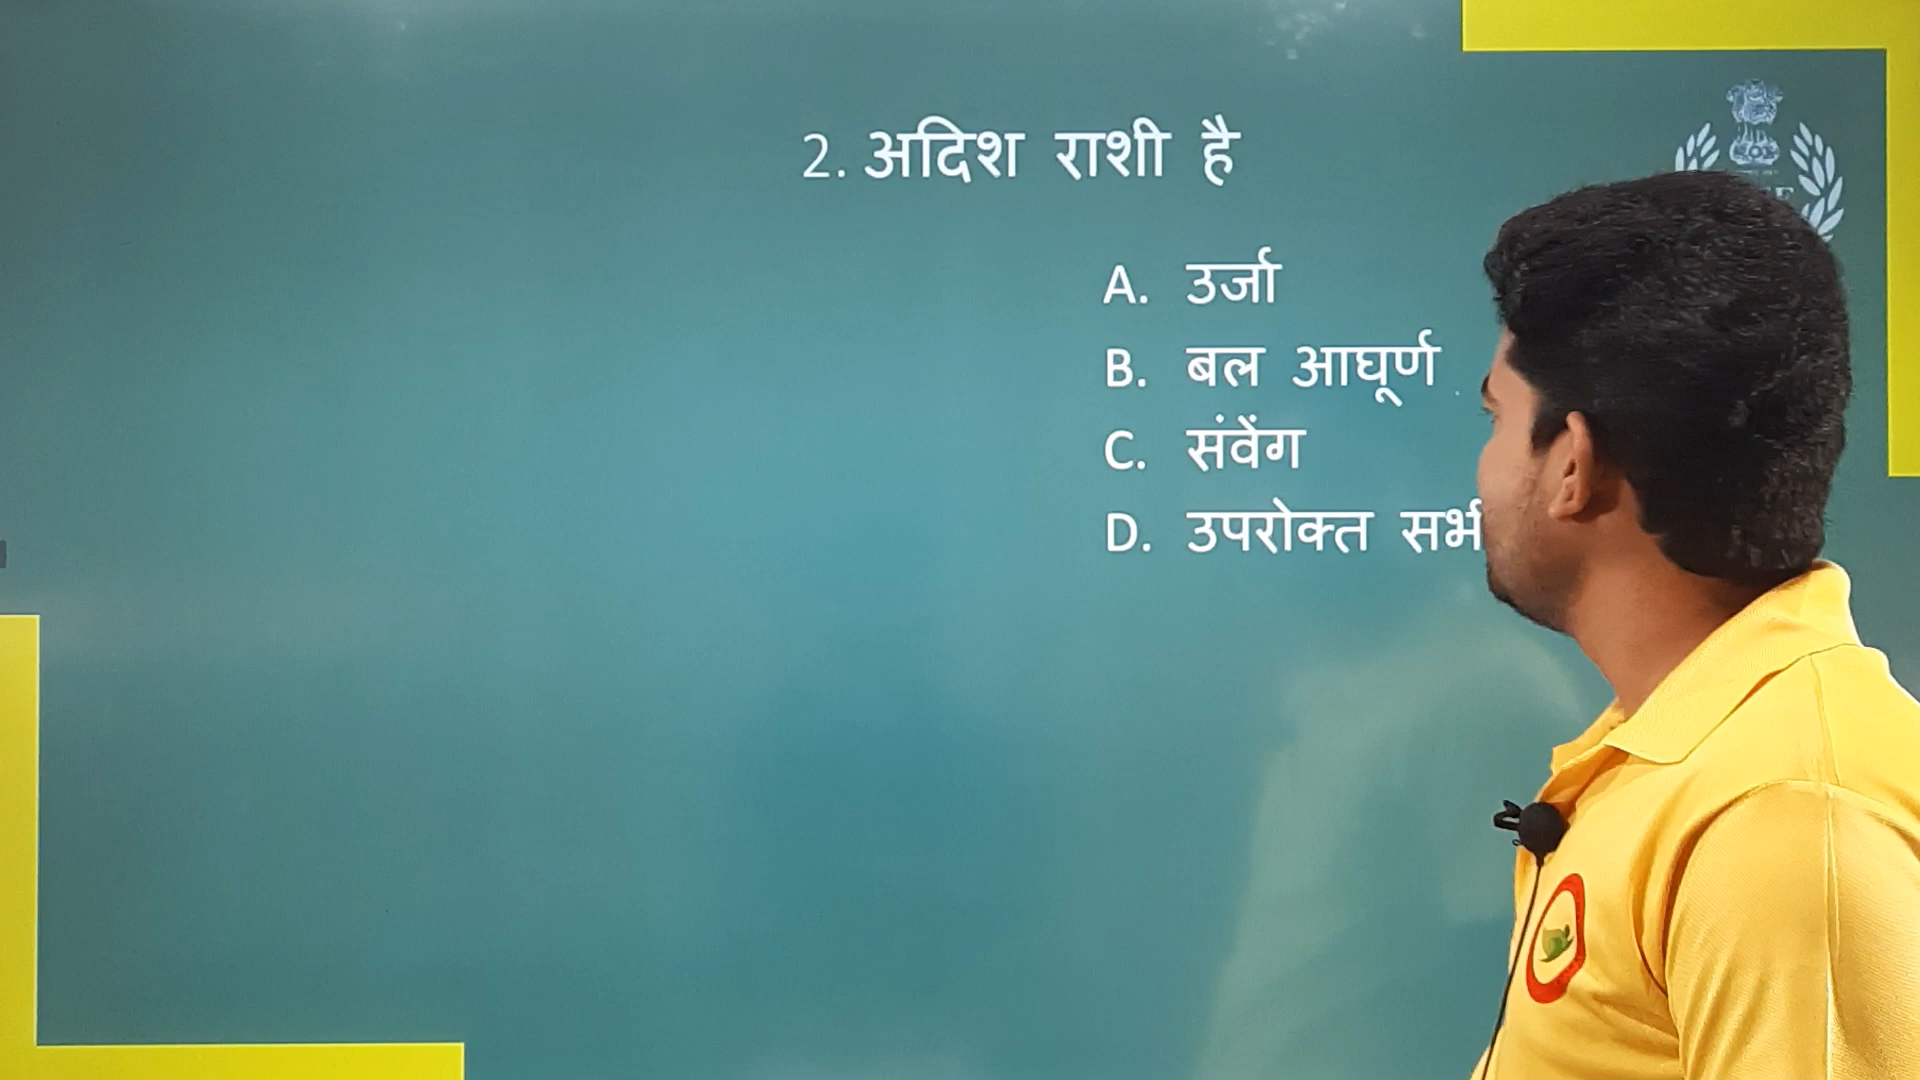 2. अदिश राशी है
A. उर्जा
B. बल आघूर्ण
C. संवेंग
D. उपरोक्त सभी